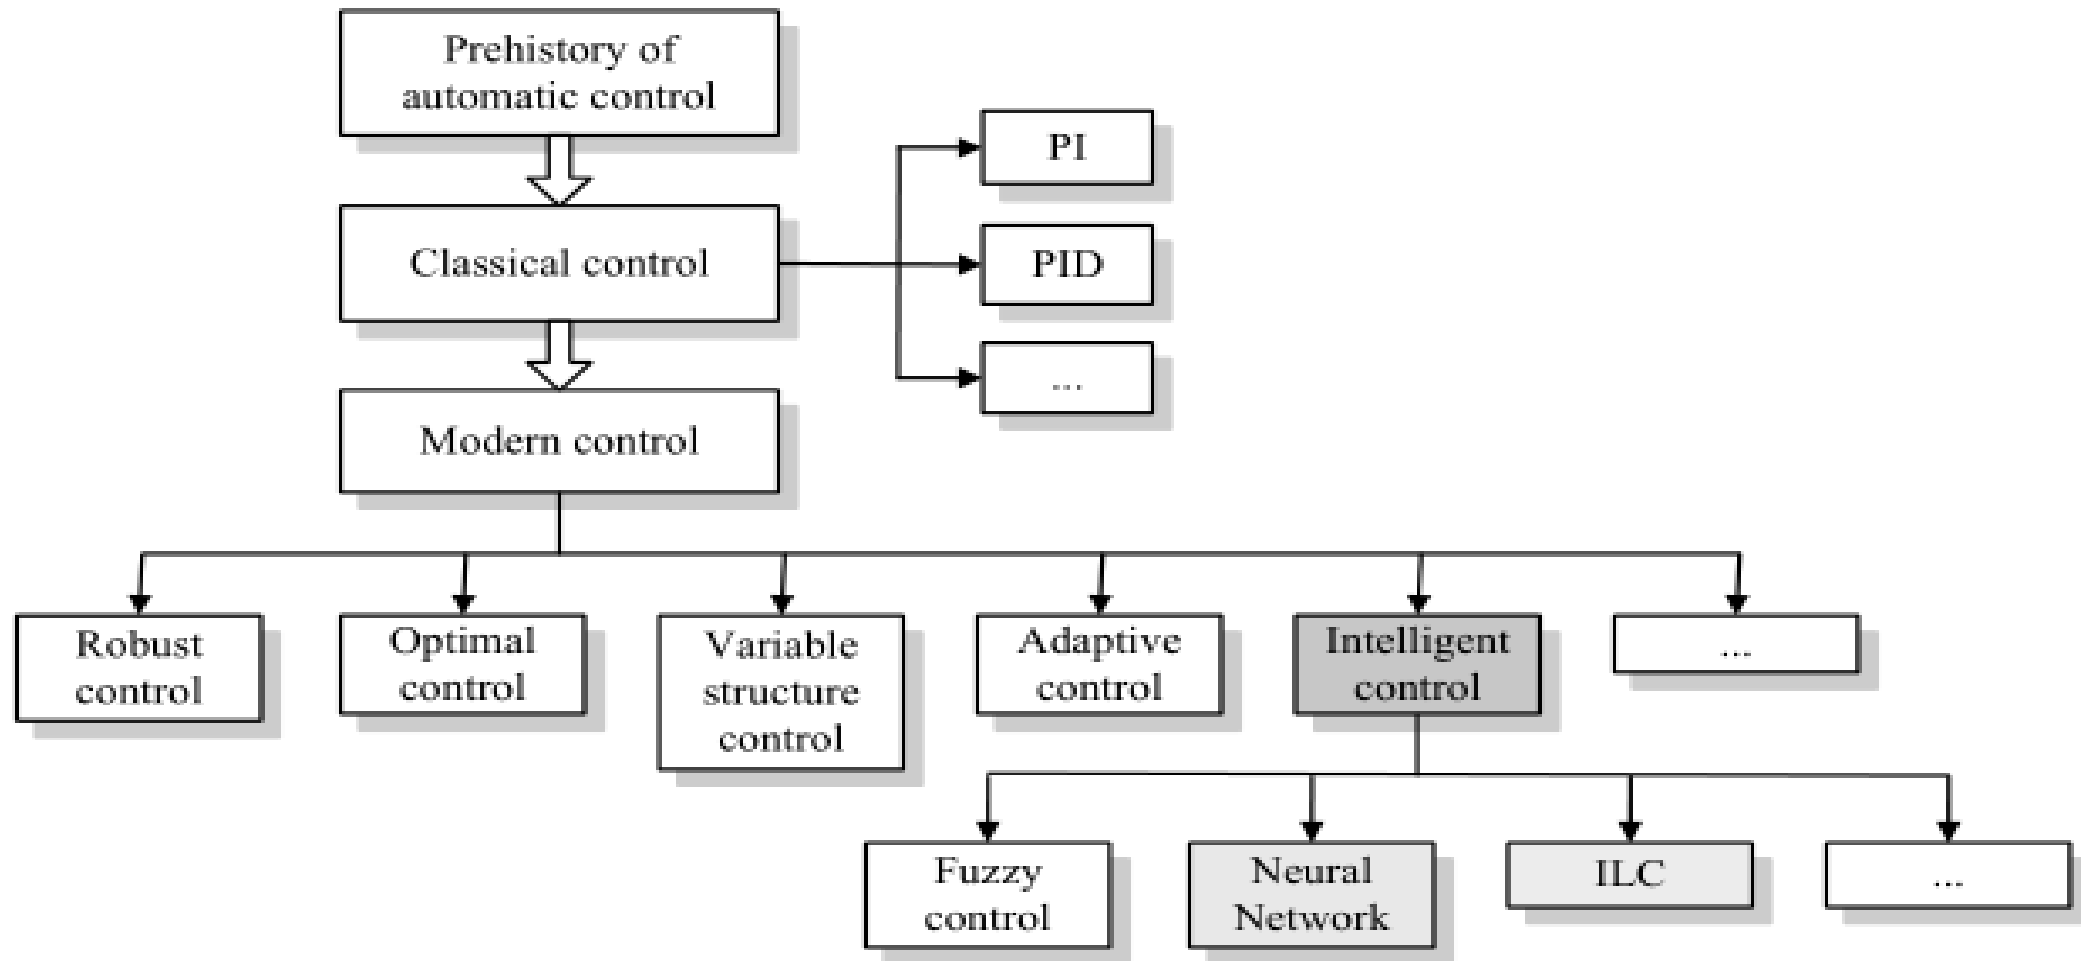 Prehistory of
automatic control
PI
Classical control
PID
...
Modern control
Robust
control
Optimal
control
Variable
structure
control
Adaptive
control
Intelligent
control
...
Fuzzy
control
Neural
Network
ILC
...